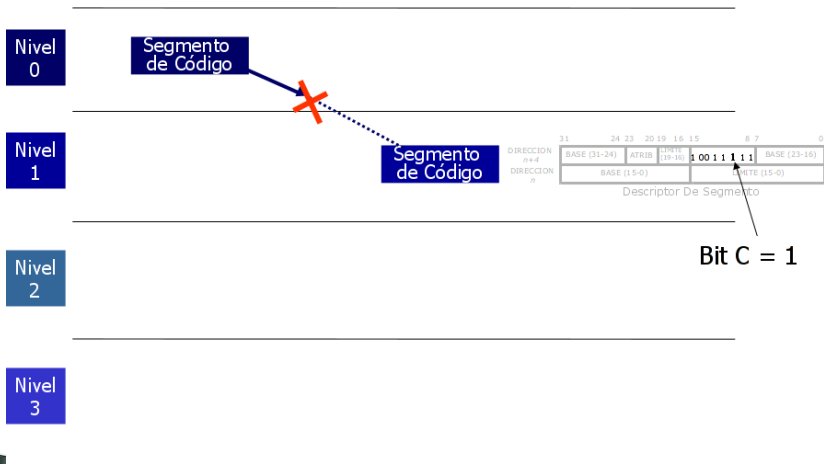 Nivel
0
Segmento
de Código
Nivel
1
Segmento
de Código
31 24 23 20 19 16 15 8 7 0
DIRECCION
n+4
BASE (31-24) ATRIB LIMITE
(19-16) 1 00 1 1 1 1 1 BASE (23-16)
DIRECCION
n
BASE (15-0) LIMITE (15-0)
Descriptor De Segmento
Bit C = 1
Nivel
2
Nivel
3